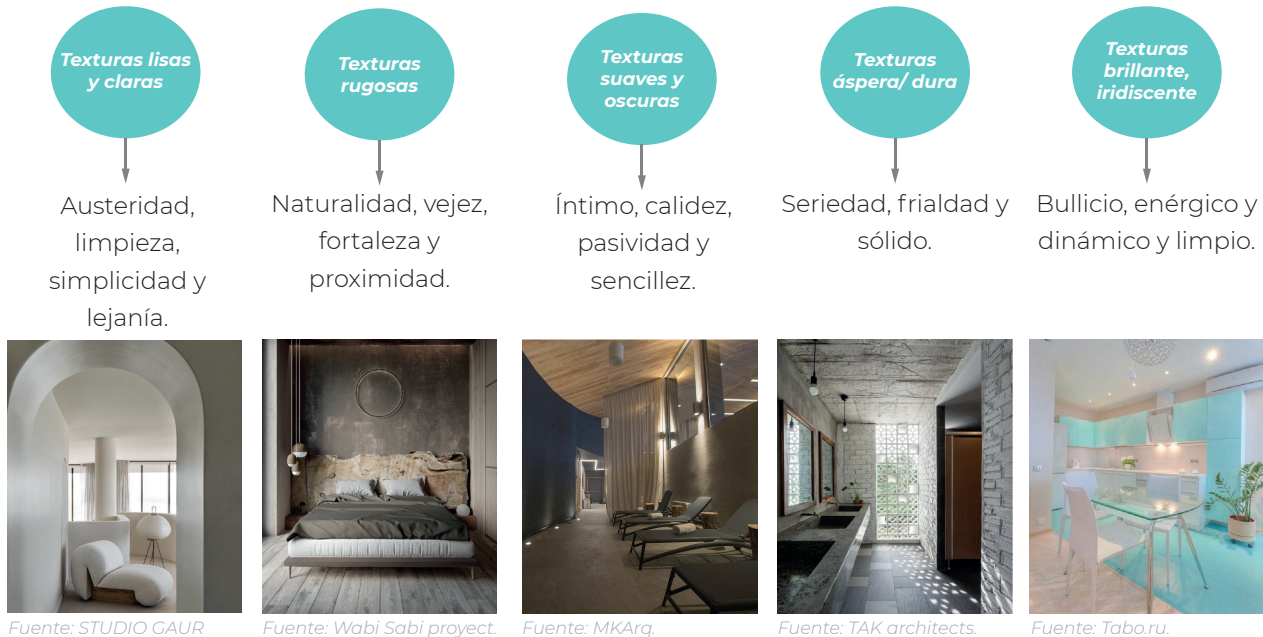 Texturas lisas
y claras
Austeridad,
limpieza,
simplicidad y
lejanía.
Fuente: STUDIO GAUR
Texturas
rugosas
Naturalidad, vejez,
fortaleza y
proximidad.
Fuente: Wabi Sabi proyect.
Texturas
suaves y
oscuras
Íntimo, calidez,
pasividad y
sencillez.
Fuente: MKArq.
Texturas
áspera/ dura
Seriedad, frialdad y
sólido.
Fuente: TAK architects.
Texturas
brillante,
iridiscente
Bullicio, enérgico y
dinámico y limpio.
Fuente: Tabo.ru.